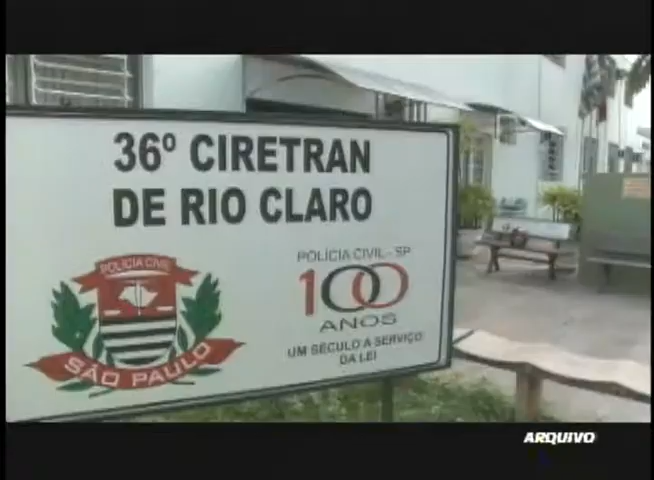 36º CIRETRAN
DE RIO CLARO
POLÍCIA CIVIL
SÃO PAULO
POLÍCIA CIVIL - SP
100
ANOS
UM SÉCULO A SERVIÇO
DA LEI
ARQUIVO